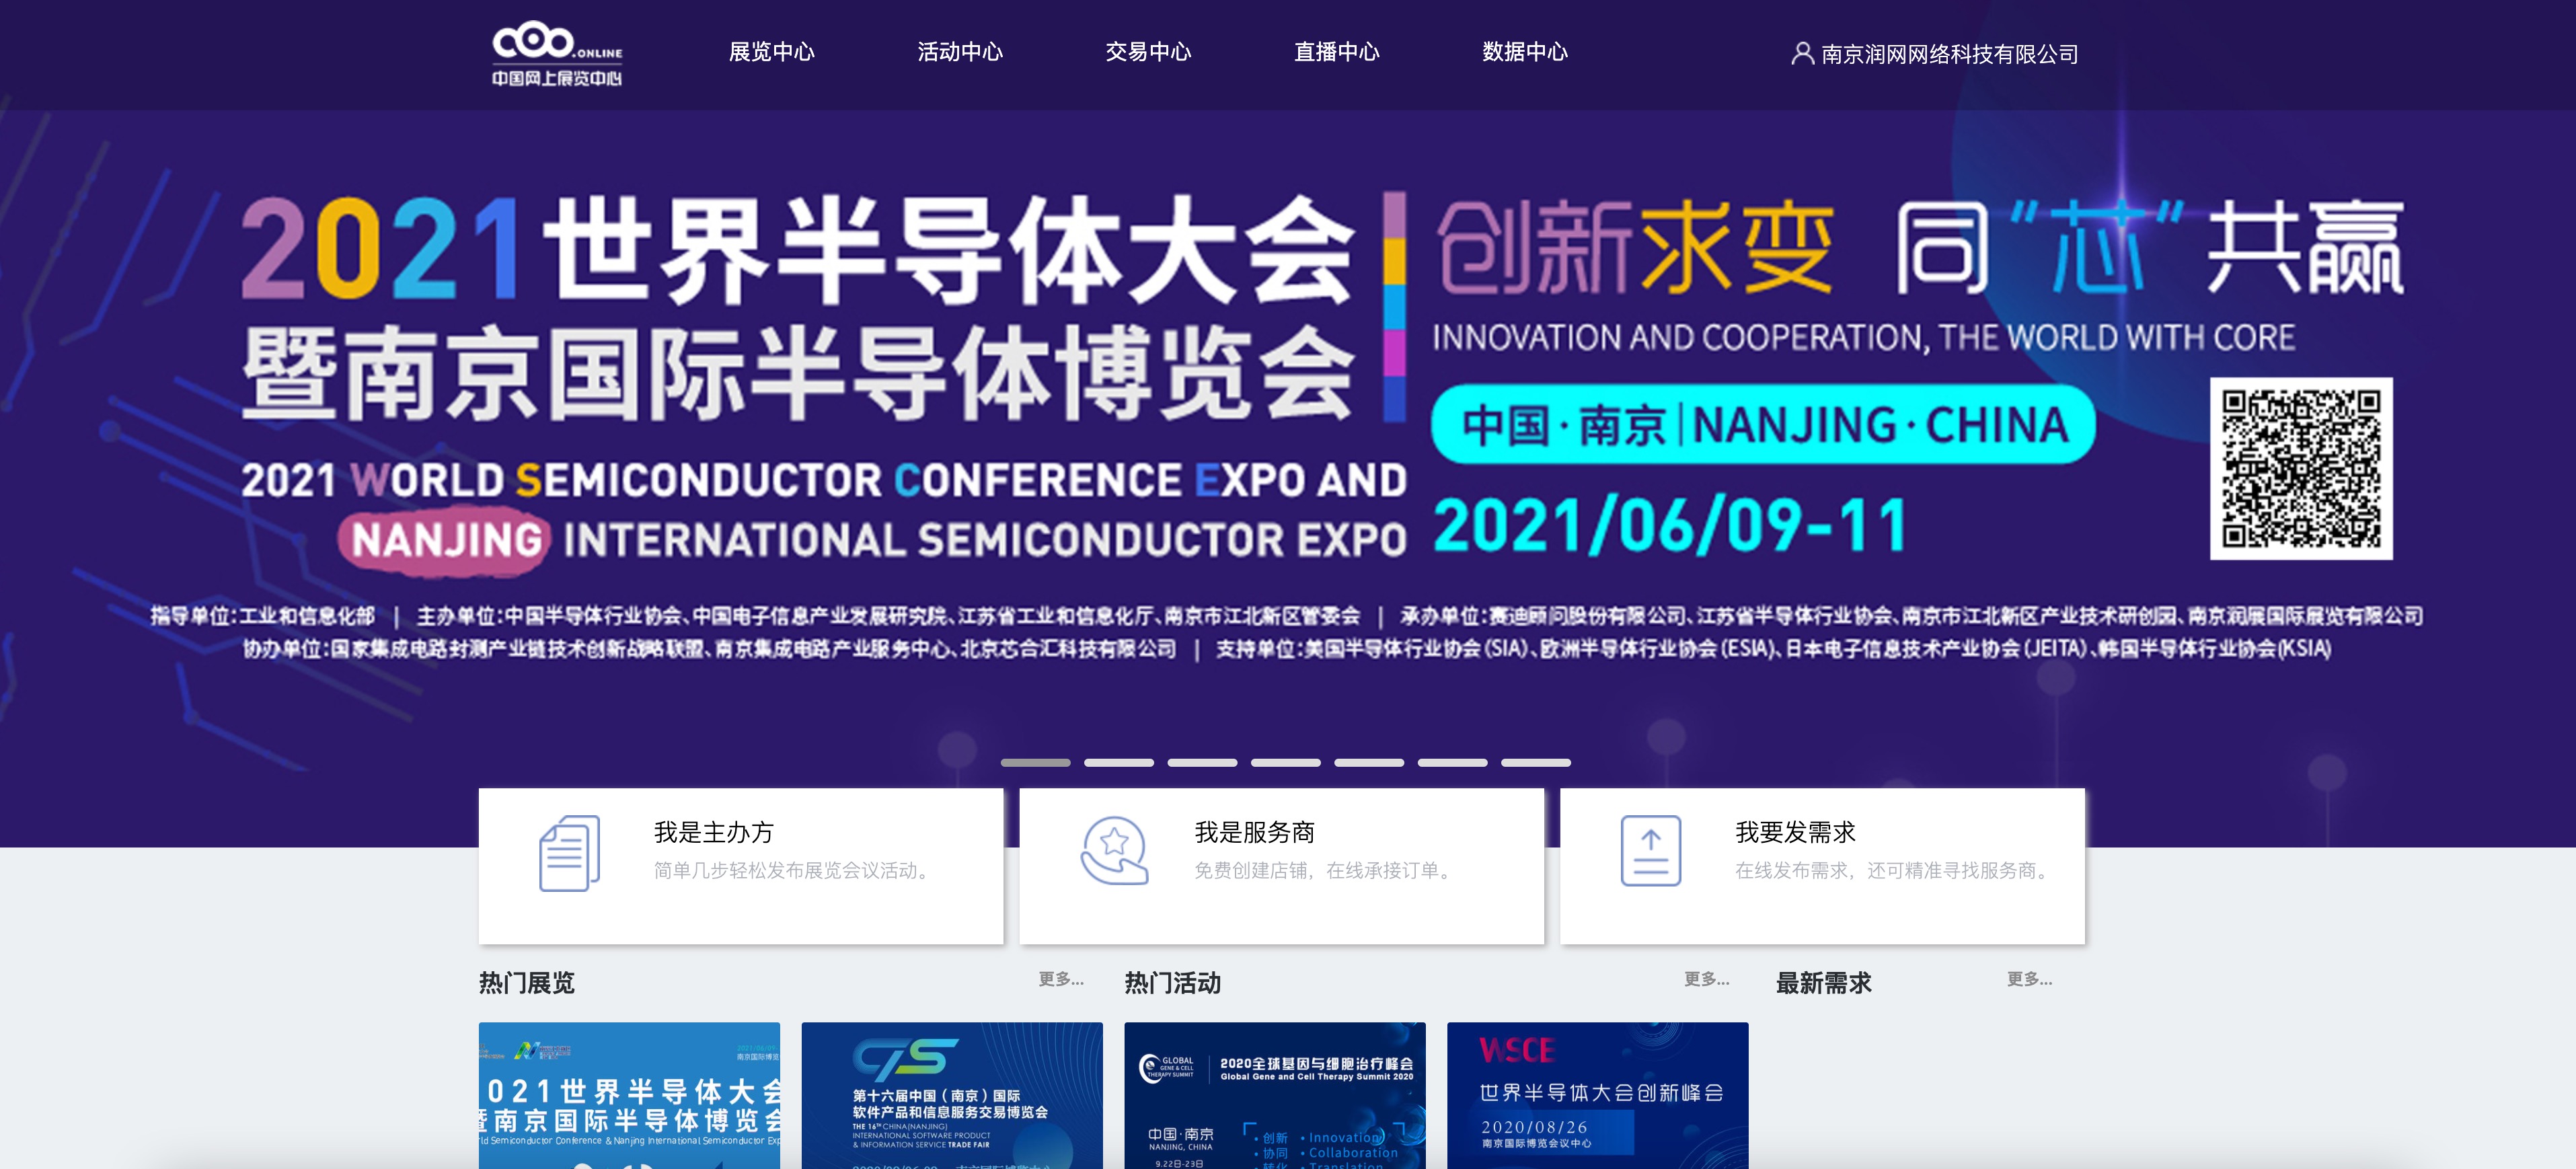 COO.ONLINE
中国网上展览中心
展览中心
活动中心
交易中心
直播中心
数据中心
南京润网网络科技有限公司
2021世界半导体大会
暨南京国际半导体博览会
2021 WORLD SEMICONDUCTOR CONFERENCE EXPO AND
NANJING INTERNATIONAL SEMICONDUCTOR EXPO
创新求变 同“芯”共赢
INNOVATION AND COOPERATION, THE WORLD WITH CORE
中国·南京|NANJING·CHINA
2021/06/09-11
指导单位:工业和信息化部 | 主办单位:中国半导体行业协会、中国电子信息产业发展研究院、江苏省工业和信息化厅、南京市江北新区管委会 | 承办单位:赛迪顾问股份有限公司、江苏省半导体行业协会、南京市江北新区产业技术研创园、南京润展国际展览有限公司
协办单位:国家集成电路封测产业链技术创新战略联盟、南京集成电路产业服务中心、北京芯合汇科技有限公司 | 支持单位:美国半导体行业协会(SIA)、欧洲半导体行业协会(ESIA)、日本电子信息技术产业协会(JEITA)、韩国半导体行业协会(KSIA)
我是主办方
简单几步轻松发布展览会议活动。
我是服务商
免费创建店铺，在线承接订单。
我要发需求
在线发布需求，还可精准寻找服务商。
热门展览
更多...
热门活动
更多...
最新需求
更多...
2021/06/09-
南京国际博览
021世界半导体大会
暨南京国际半导体博览会
ld Semiconductor Conference & Nanjing International Semiconductor Exp
第十六届中国（南京）国际
软件产品和信息服务交易博览会
THE 16TH CHINA(NANJING)
INTERNATIONAL SOFTWARE PRODUCT
& INFORMATION SERVICE TRADE FAIR
GLOBAL
GENE & CELL
THERAPY SUMMIT
2020全球基因与细胞治疗峰会
Global Gene and Cell Therapy Summit 2020
中国·南京
NANJING, CHINA
9.22日-23日
• 创新 • Innovation
• 协同 • Collaboration
• 转化 • Translation
WSCE
世界半导体大会创新峰会
2020/08/26
南京国际博览会议中心